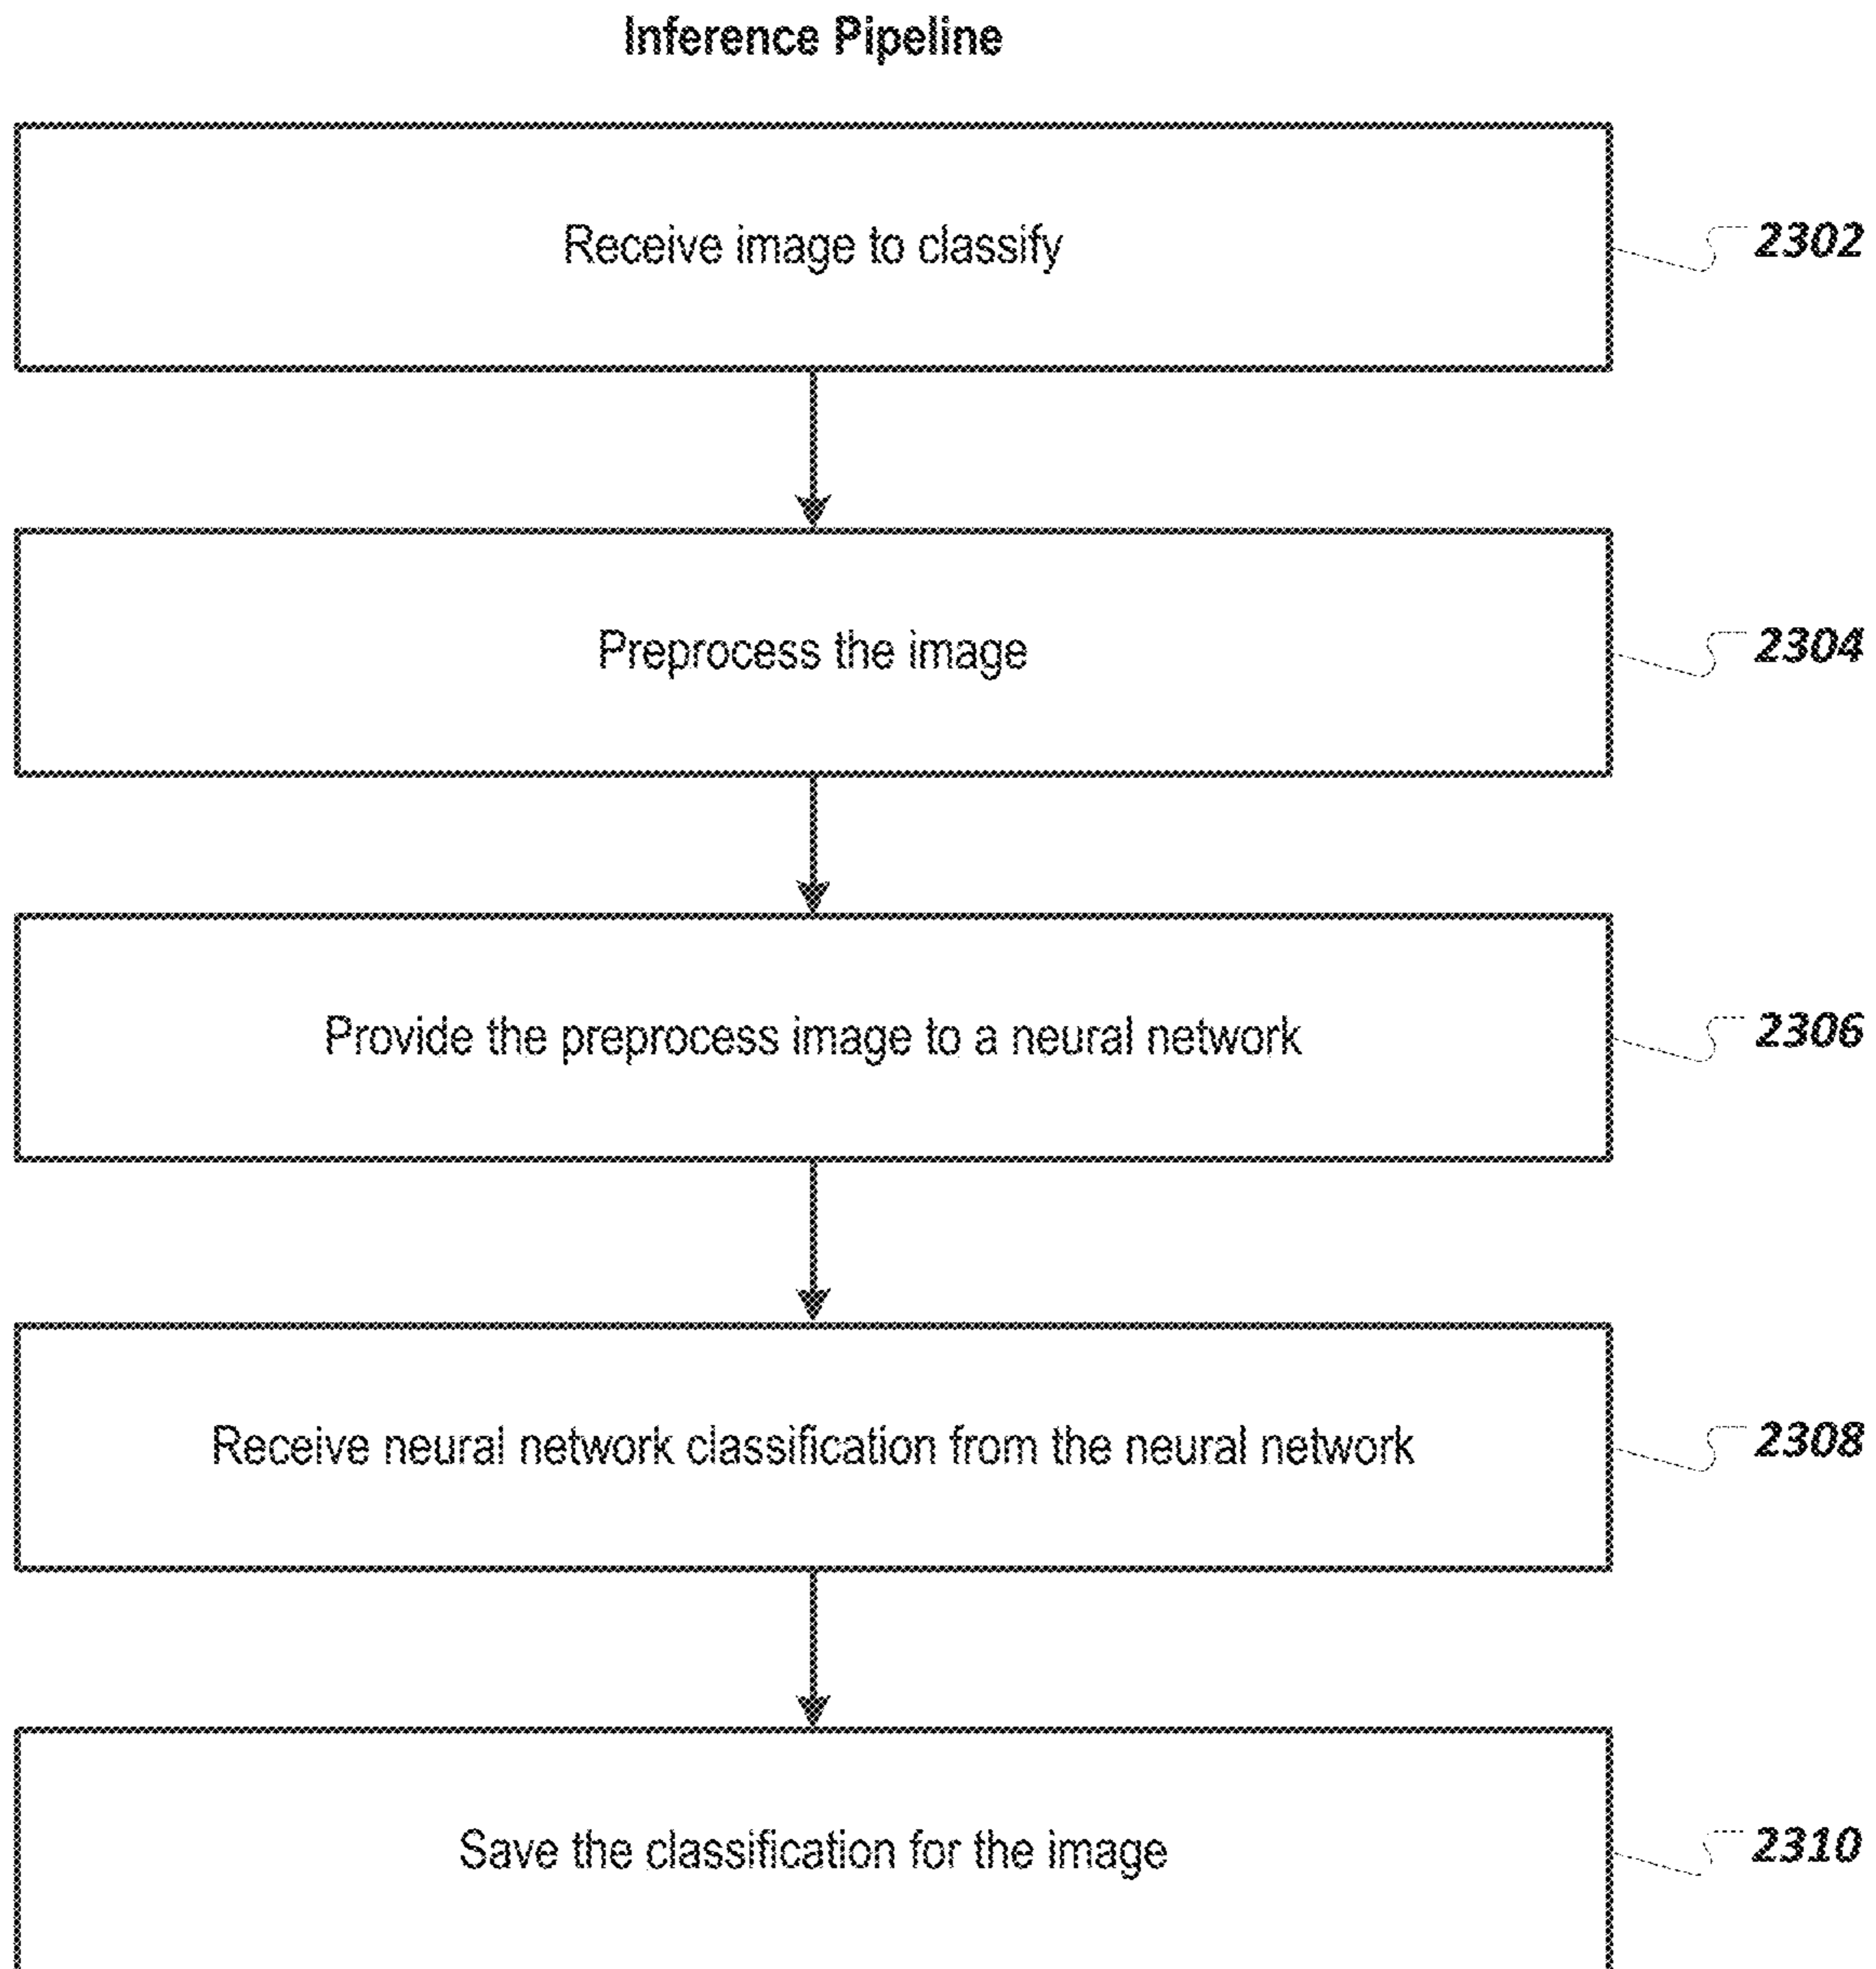 Inference Pipeline
Receive image to classify
2302
Preprocess the image
2304
Provide the preprocess image to a neural network
2306
Receive neural network classification from the neural network
2308
Save the classification for the image
2310